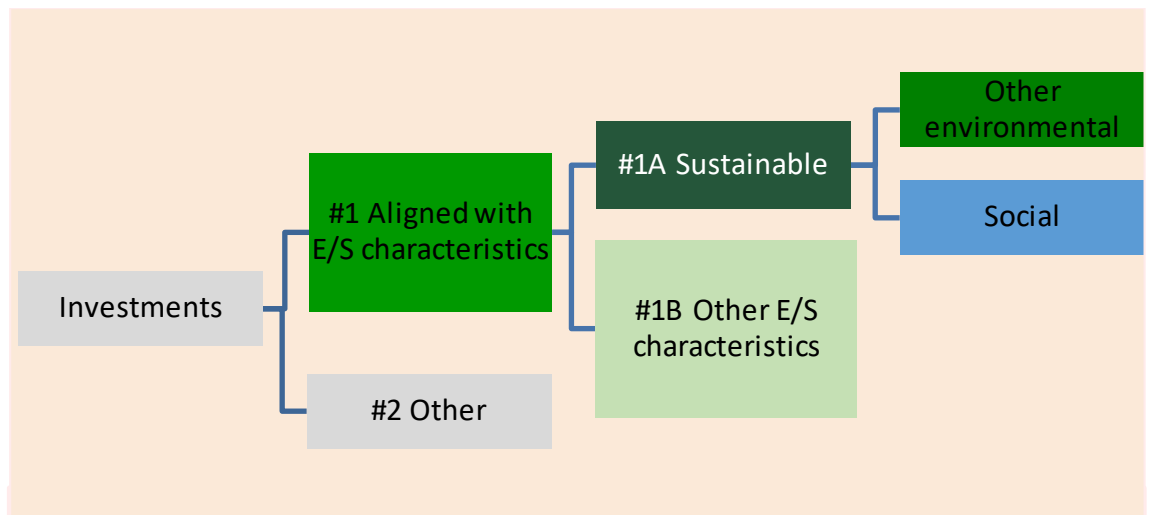 Investments
#1 Aligned with
E/S characteristics
#2 Other
#1A Sustainable
#1B Other E/S
characteristics
Other
environmental
Social